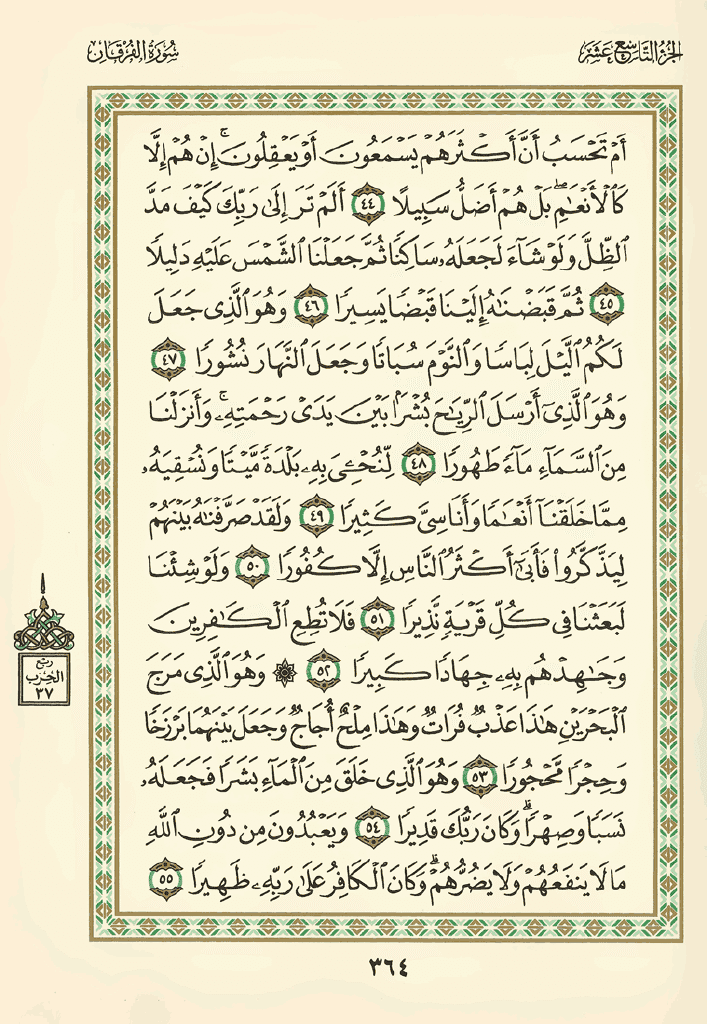 الجزء التاسع عشر
سورة الفرقان
أَمْ تَحْسَبُ أَنَّ أَكْثَرَهُمْ يَسْمَعُونَ أَوْ يَعْقِلُونَ ۚ إِنْ هُمْ إِلَّا
كَالْأَنْعَٰمِ ۖ بَلْ هُمْ أَضَلُّ سَبِيلًا ٤٤ أَلَمْ تَرَ إِلَىٰ رَبِّكَ كَيْفَ مَدَّ
ٱلظِّلَّ وَلَوْ شَآءَ لَجَعَلَهُۥ سَاكِنًا ثُمَّ جَعَلْنَا ٱلشَّمْسَ عَلَيْهِ دَلِيلًا
٤٥ ثُمَّ قَبَضْنَٰهُ إِلَيْنَا قَبْضًا يَسِيرًا ٤٦ وَهُوَ ٱلَّذِى جَعَلَ
لَكُمُ ٱلَّيْلَ لِبَاسًا وَٱلنَّوْمَ سُبَاتًا وَجَعَلَ ٱلنَّهَارَ نُشُورًا ٤٧
وَهُوَ ٱلَّذِىٓ أَرْسَلَ ٱلرِّيَٰحَ بُشْرًۢا بَيْنَ يَدَىْ رَحْمَتِهِۦ ۚ وَأَنزَلْنَا
مِنَ ٱلسَّمَآءِ مَآءً طَهُورًا ٤٨ لِّنُحْـِۧىَ بِهِۦ بَلْدَةً مَّيْتًا وَنُسْقِيَهُۥ
مِمَّا خَلَقْنَآ أَنْعَٰمًا وَأَنَاسِىَّ كَثِيرًا ٤٩ وَلَقَدْ صَرَّفْنَٰهُ بَيْنَهُمْ
لِيَذَّكَّرُوا۟ فَأَبَىٰٓ أَكْثَرُ ٱلنَّاسِ إِلَّا كُفُورًا ٥٠ وَلَوْ شِئْنَا
لَبَعَثْنَا فِى كُلِّ قَرْيَةٍ نَّذِيرًا ٥١ فَلَا تُطِعِ ٱلْكَٰفِرِينَ
وَجَٰهِدْهُم بِهِۦ جِهَادًا كَبِيرًا ٥٢ ۞ وَهُوَ ٱلَّذِى مَرَجَ
ٱلْبَحْرَيْنِ هَٰذَا عَذْبٌ فُرَاتٌ وَهَٰذَا مِلْحٌ أُجَاجٌ وَجَعَلَ بَيْنَهُمَا بَرْزَخًا
وَحِجْرًا مَّحْجُورًا ٥٣ وَهُوَ ٱلَّذِى خَلَقَ مِنَ ٱلْمَآءِ بَشَرًا فَجَعَلَهُۥ
نَسَبًا وَصِهْرًا ۗ وَكَانَ رَبُّكَ قَدِيرًا ٥٤ وَيَعْبُدُونَ مِن دُونِ ٱللَّهِ
مَا لَا يَنفَعُهُمْ وَلَا يَضُرُّهُمْ ۗ وَكَانَ ٱلْكَافِرُ عَلَىٰ رَبِّهِۦ ظَهِيرًا ٥٥
ربع
الحزب
٣٧
٣٦٤